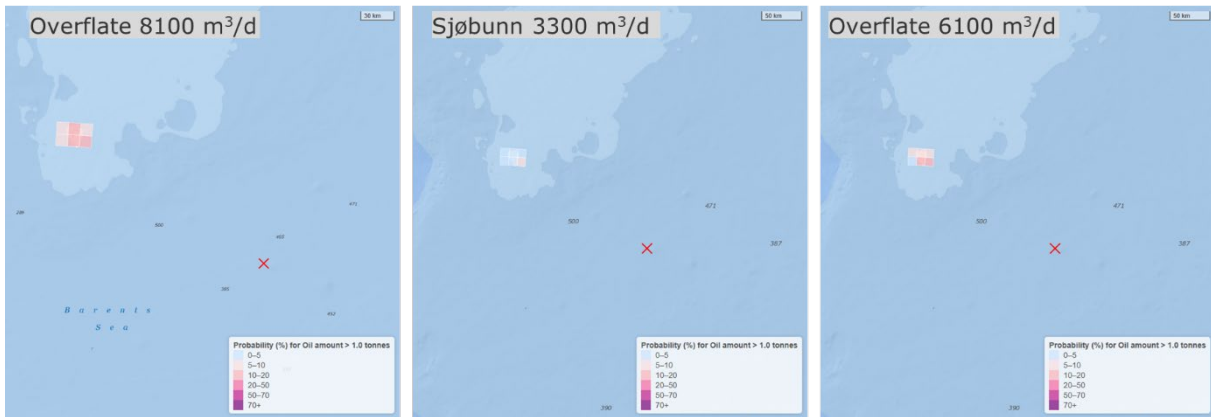 Overflate 8100 m³/d
30 km
471
500
403
Barents
Sea
Probability (%) for Oil amount > 1.0 tonnes
0–5
5–10
10–20
20–50
50–70
70+
Sjøbunn 3300 m³/d
50 km
471
500
387
390
Probability (%) for Oil amount > 1.0 tonnes
0–5
5–10
10–20
20–50
50–70
70+
Overflate 6100 m³/d
50 km
471
500
387
390
Probability (%) for Oil amount > 1.0 tonnes
0–5
5–10
10–20
20–50
50–70
70+